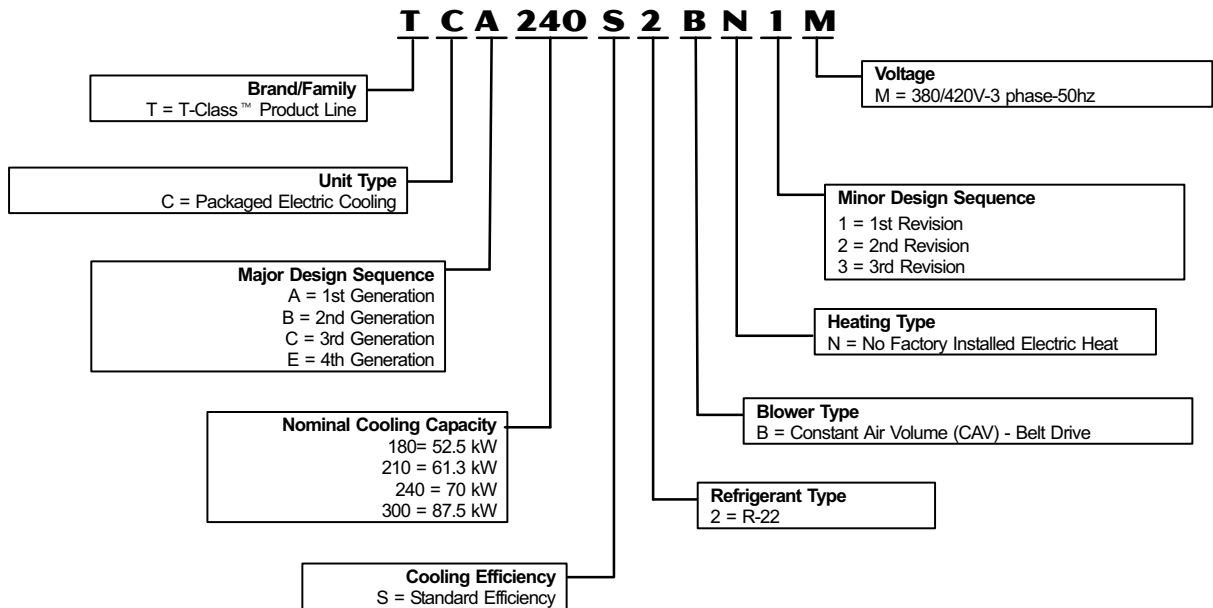 T C A 240 S 2 B N 1 M
Brand/Family
T = T-Class™ Product Line
Voltage
M = 380/420V-3 phase-50hz
Unit Type
C = Packaged Electric Cooling
Minor Design Sequence
1 = 1st Revision
2 = 2nd Revision
3 = 3rd Revision
Major Design Sequence
A = 1st Generation
B = 2nd Generation
C = 3rd Generation
E = 4th Generation
Heating Type
N = No Factory Installed Electric Heat
Blower Type
B = Constant Air Volume (CAV) - Belt Drive
Nominal Cooling Capacity
180= 52.5 kW
210 = 61.3 kW
240 = 70 kW
300 = 87.5 kW
Refrigerant Type
2 = R-22
Cooling Efficiency
S = Standard Efficiency